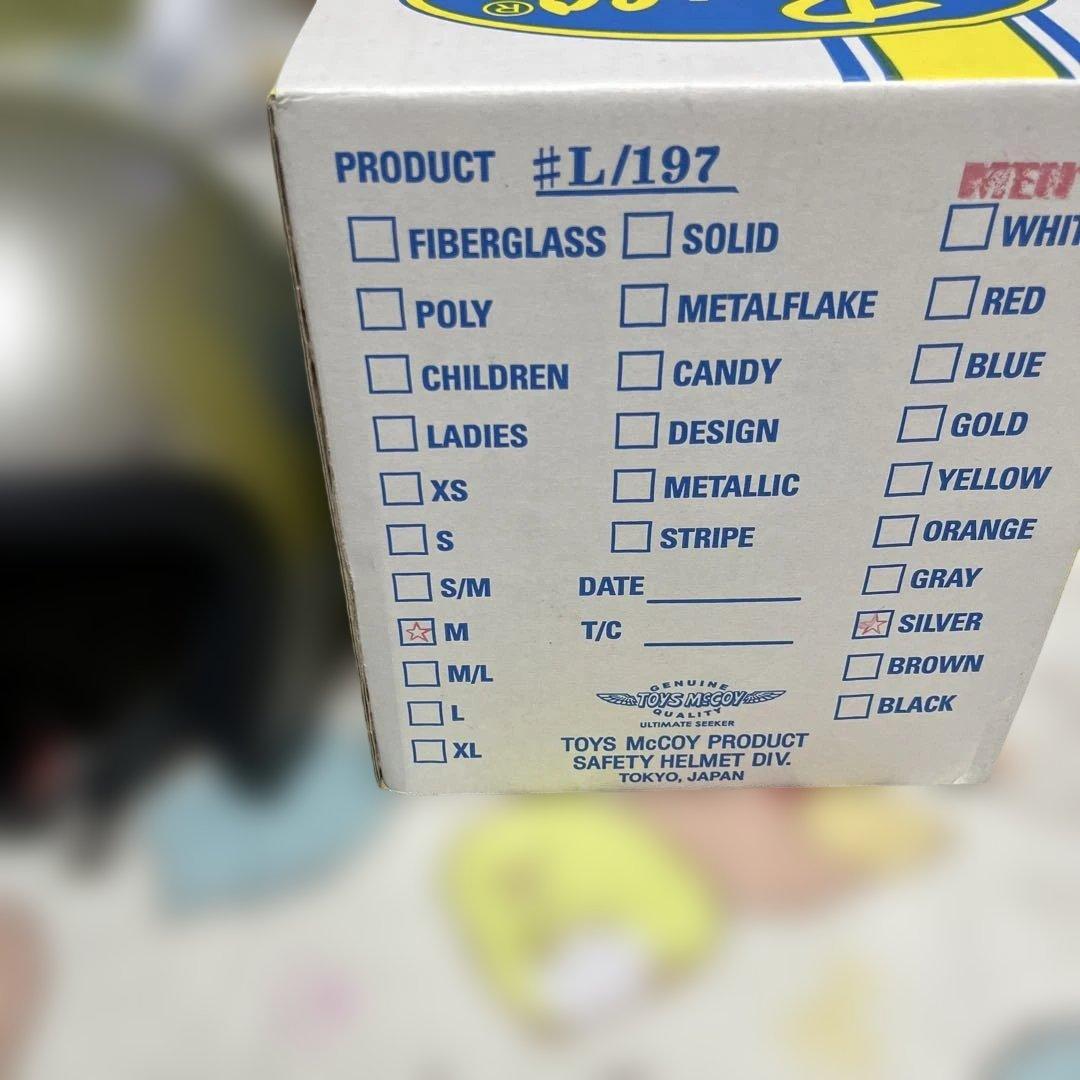 ®
PRODUCT #L/197
MEN
FIBERGLASS SOLID
POLY METALFLAKE RED
CHILDREN CANDY BLUE
LADIES DESIGN GOLD
XS METALLIC YELLOW
S STRIPE ORANGE
S/M DATE GRAY
M T/C SILVER
M/L BROWN
L BLACK
XL
GENUINE
TOYS McCOY
QUALITY
ULTIMATE SEEKER
TOYS McCOY PRODUCT
SAFETY HELMET DIV.
TOKYO, JAPAN